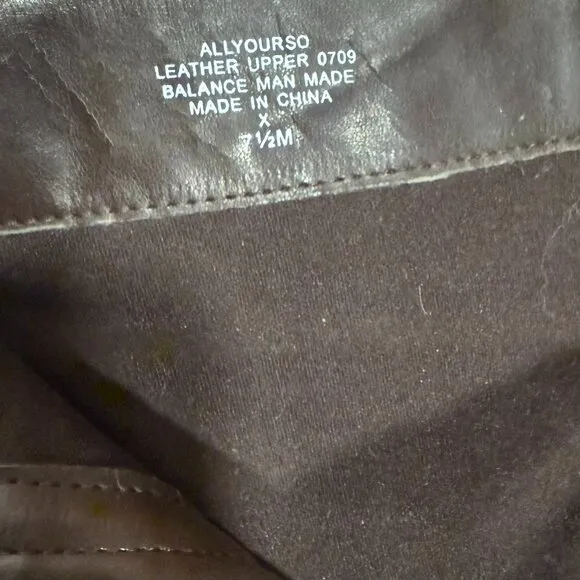 ALLYOURSO
LEATHER UPPER 0709
BALANCE MAN MADE
MADE IN CHINA
X
7½M